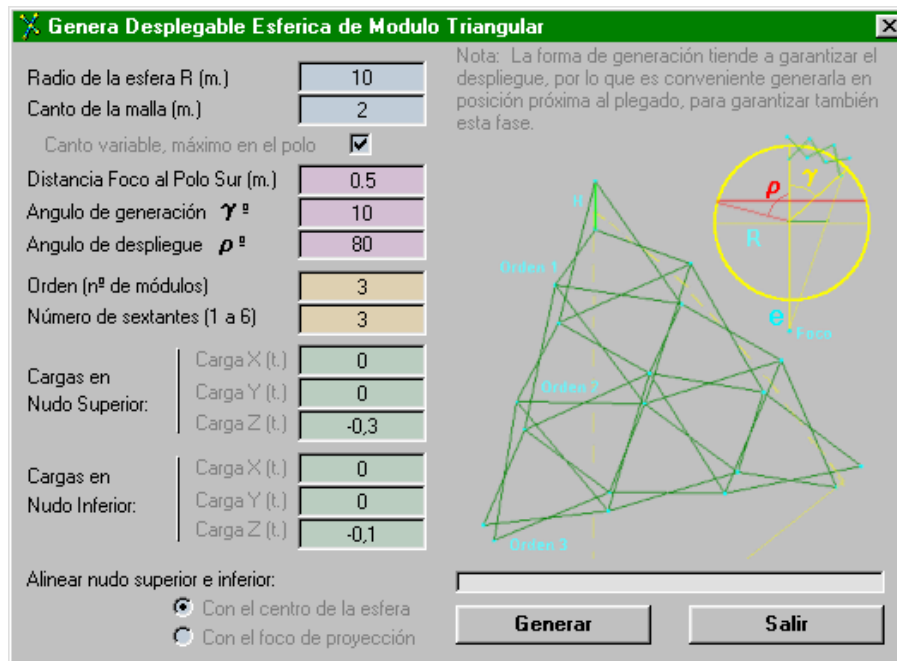 Genera Desplegable Esferica de Modulo Triangular
Radio de la esfera R (m.) 10
Canto de la malla (m.) 2
Canto variable, máximo en el polo
Distancia Foco al Polo Sur (m.) 0.5
Angulo de generación γ º 10
Angulo de despliegue ρ º 80
Orden (nº de módulos) 3
Número de sextantes (1 a 6) 3
Cargas en
Nudo Superior:
Carga X (t.) 0
Carga Y (t.) 0
Carga Z (t.) -0,3
Cargas en
Nudo Inferior:
Carga X (t.) 0
Carga Y (t.) 0
Carga Z (t.) -0,1
Alinear nudo superior e inferior:
Con el centro de la esfera
Con el foco de proyección
Nota: La forma de generación tiende a garantizar el
despliegue, por lo que es conveniente generarla en
posición próxima al plegado, para garantizar también
esta fase.
H
Orden 1
Orden 2
Orden 3
ρ
γ
R
e
Foco
Generar
Salir